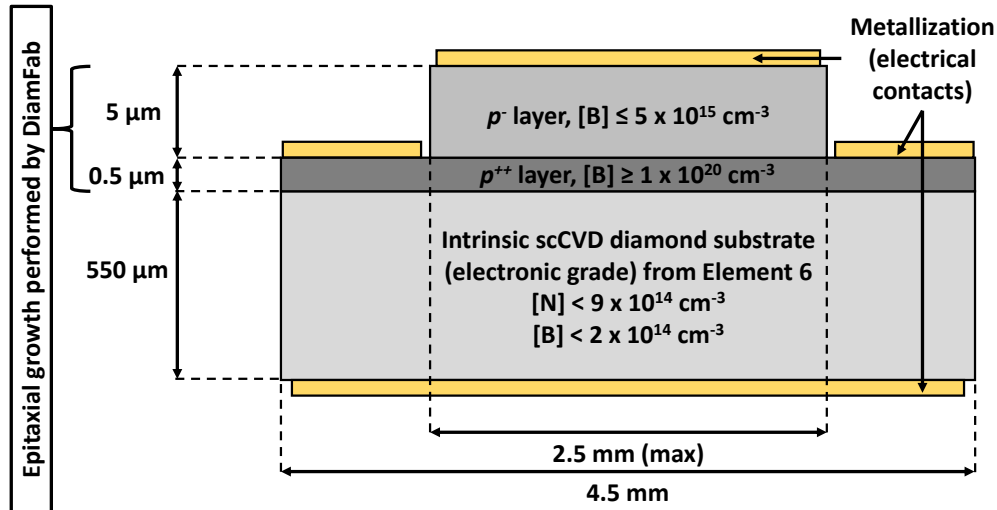 Epitaxial growth performed by DiamFab
Metallization
(electrical
contacts)
5 µm
p⁻ layer, [B] ≤ 5 x 10¹⁵ cm⁻³
0.5 µm
p⁺⁺ layer, [B] ≥ 1 x 10²⁰ cm⁻³
550 µm
Intrinsic scCVD diamond substrate
(electronic grade) from Element 6
[N] < 9 x 10¹⁴ cm⁻³
[B] < 2 x 10¹⁴ cm⁻³
2.5 mm (max)
4.5 mm